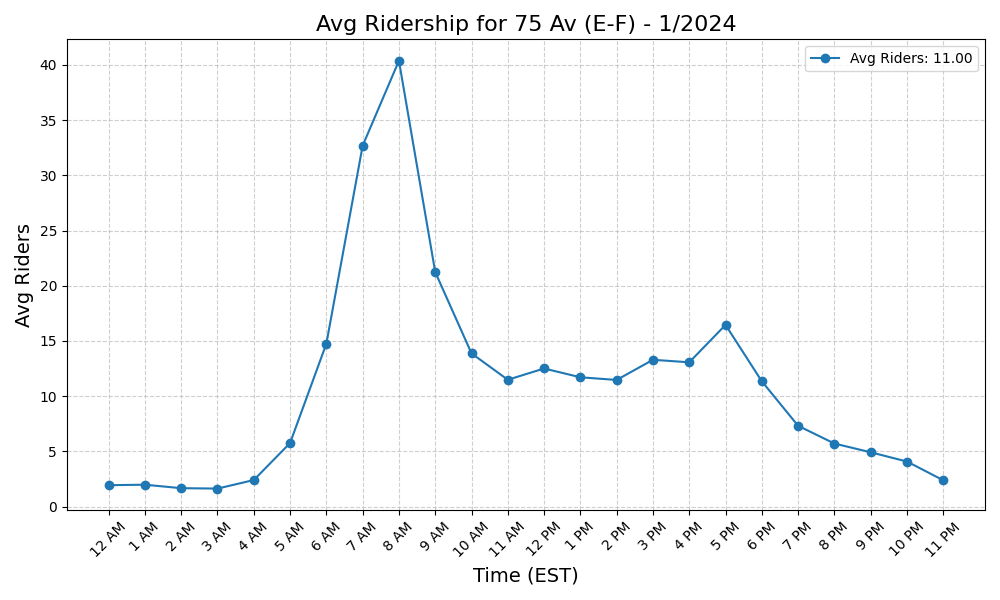 Avg Ridership for 75 Av (E-F) - 1/2024
Avg Riders: 11.00
Avg Riders
40
35
30
25
20
15
10
5
0
12 AM
1 AM
2 AM
3 AM
4 AM
5 AM
6 AM
7 AM
8 AM
9 AM
10 AM
11 AM
12 PM
1 PM
2 PM
3 PM
4 PM
5 PM
6 PM
7 PM
8 PM
9 PM
10 PM
11 PM
Time (EST)